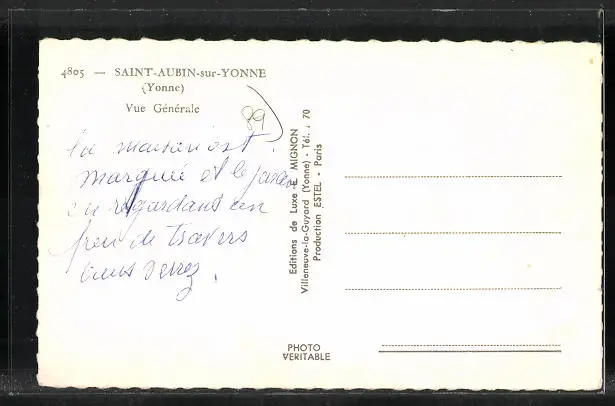 4805 — SAINT-AUBIN-sur-YONNE
(Yonne)
Vue Générale
89
la maison est
marquée et le jardin
en regardant un
peu de travers
vous verrez.
Editions de Luxe E. MIGNON
Villeneuve-la-Guyard (Yonne) - Tél. : 70
Production ESTEL - Paris
PHOTO
VERITABLE